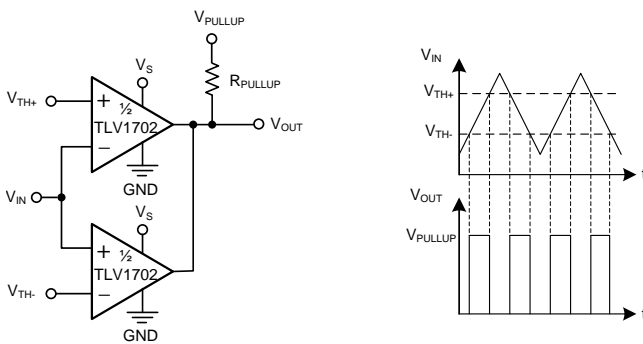 VPULLUP
VS
RPULLUP
VTH+
+
½
TLV1702
VOUT
−
GND
VIN
VS
+
½
TLV1702
VTH-
−
GND
VIN
VTH+
VTH-
t
VOUT
VPULLUP
t